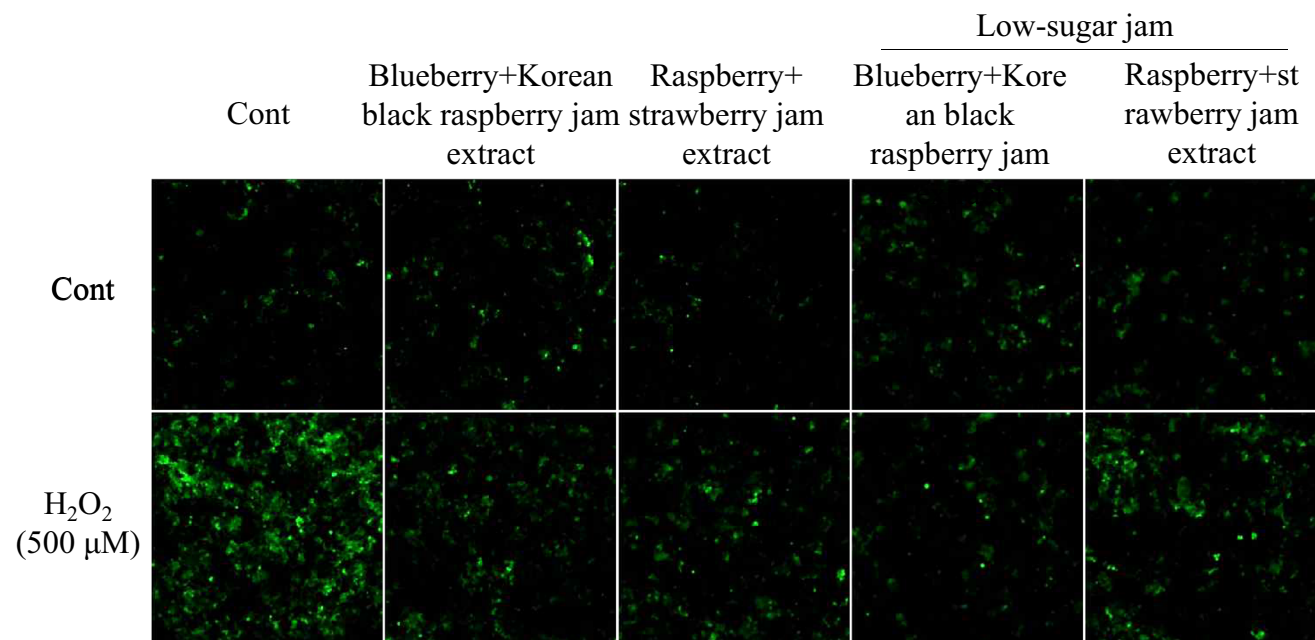 Low-sugar jam
Cont
Blueberry+Korean
black raspberry jam
extract
Raspberry+
strawberry jam
extract
Blueberry+Kore
an black
raspberry jam
Raspberry+st
rawberry jam
extract
Cont
H₂O₂
(500 μM)